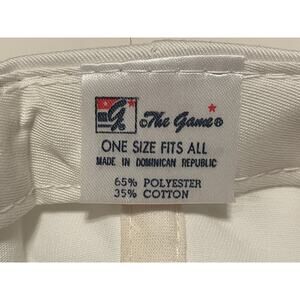 G ©The Game®
ONE SIZE FITS ALL
MADE IN DOMINICAN REPUBLIC
65% POLYESTER
35% COTTON